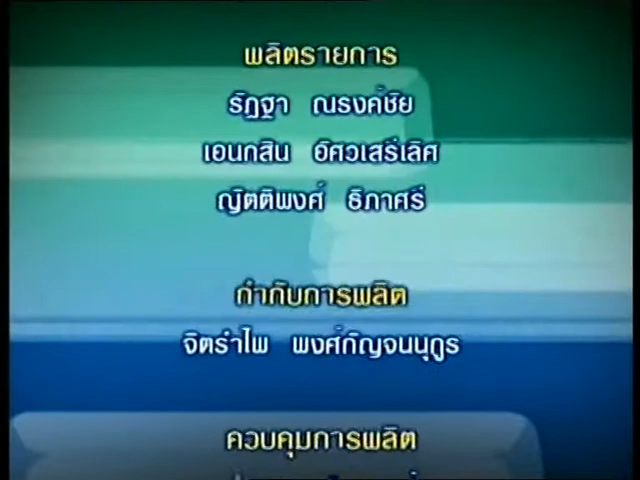 ผลิตรายการ
รัฏฐา ณรงค์ชัย
เอนกสิน อัศวเสรีเลิศ
ญัตติพงศ์ ธิภาศรี
กำกับการผลิต
จิตรำไพ พงศ์กัญจนนุกูร
ควบคุมการผลิต